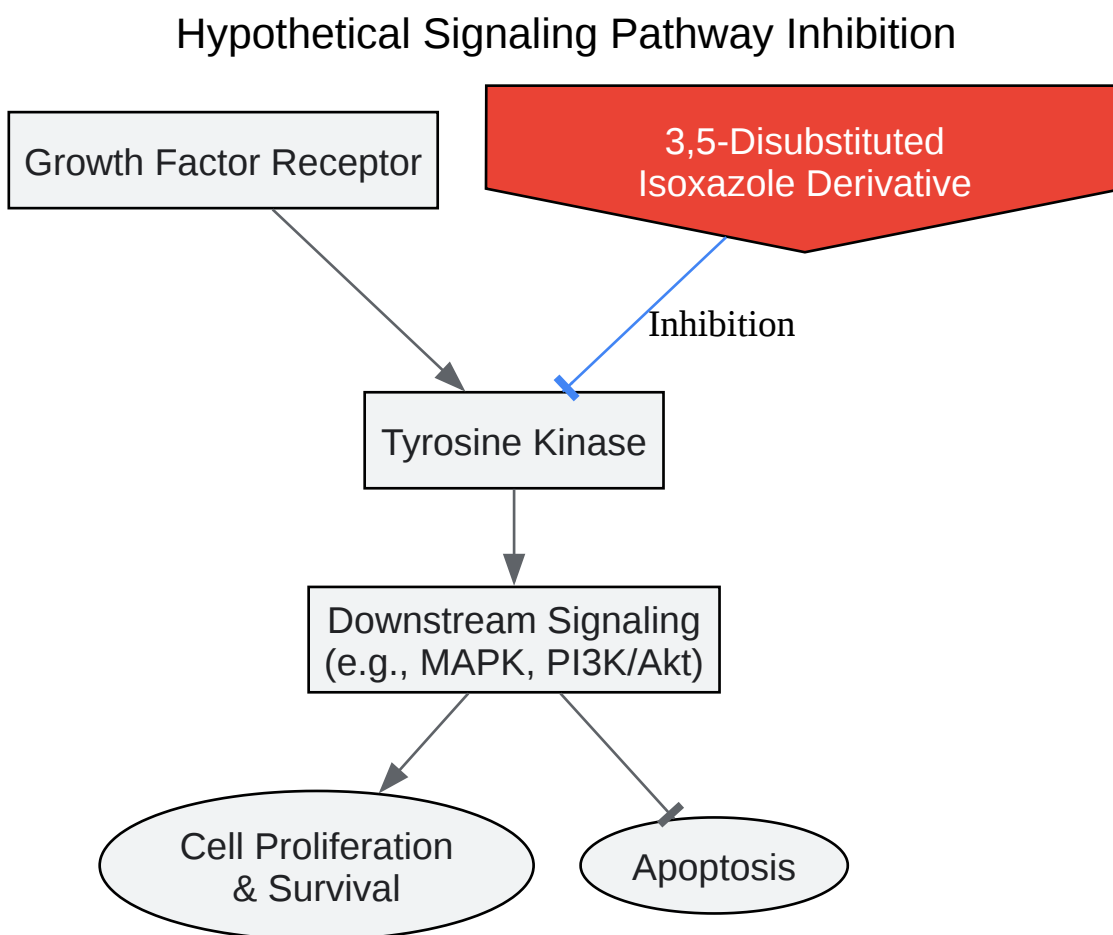 Hypothetical Signaling Pathway Inhibition
Growth Factor Receptor
3,5-Disubstituted
Isoxazole Derivative
Inhibition
Tyrosine Kinase
Downstream Signaling
(e.g., MAPK, PI3K/Akt)
Cell Proliferation
& Survival
Apoptosis